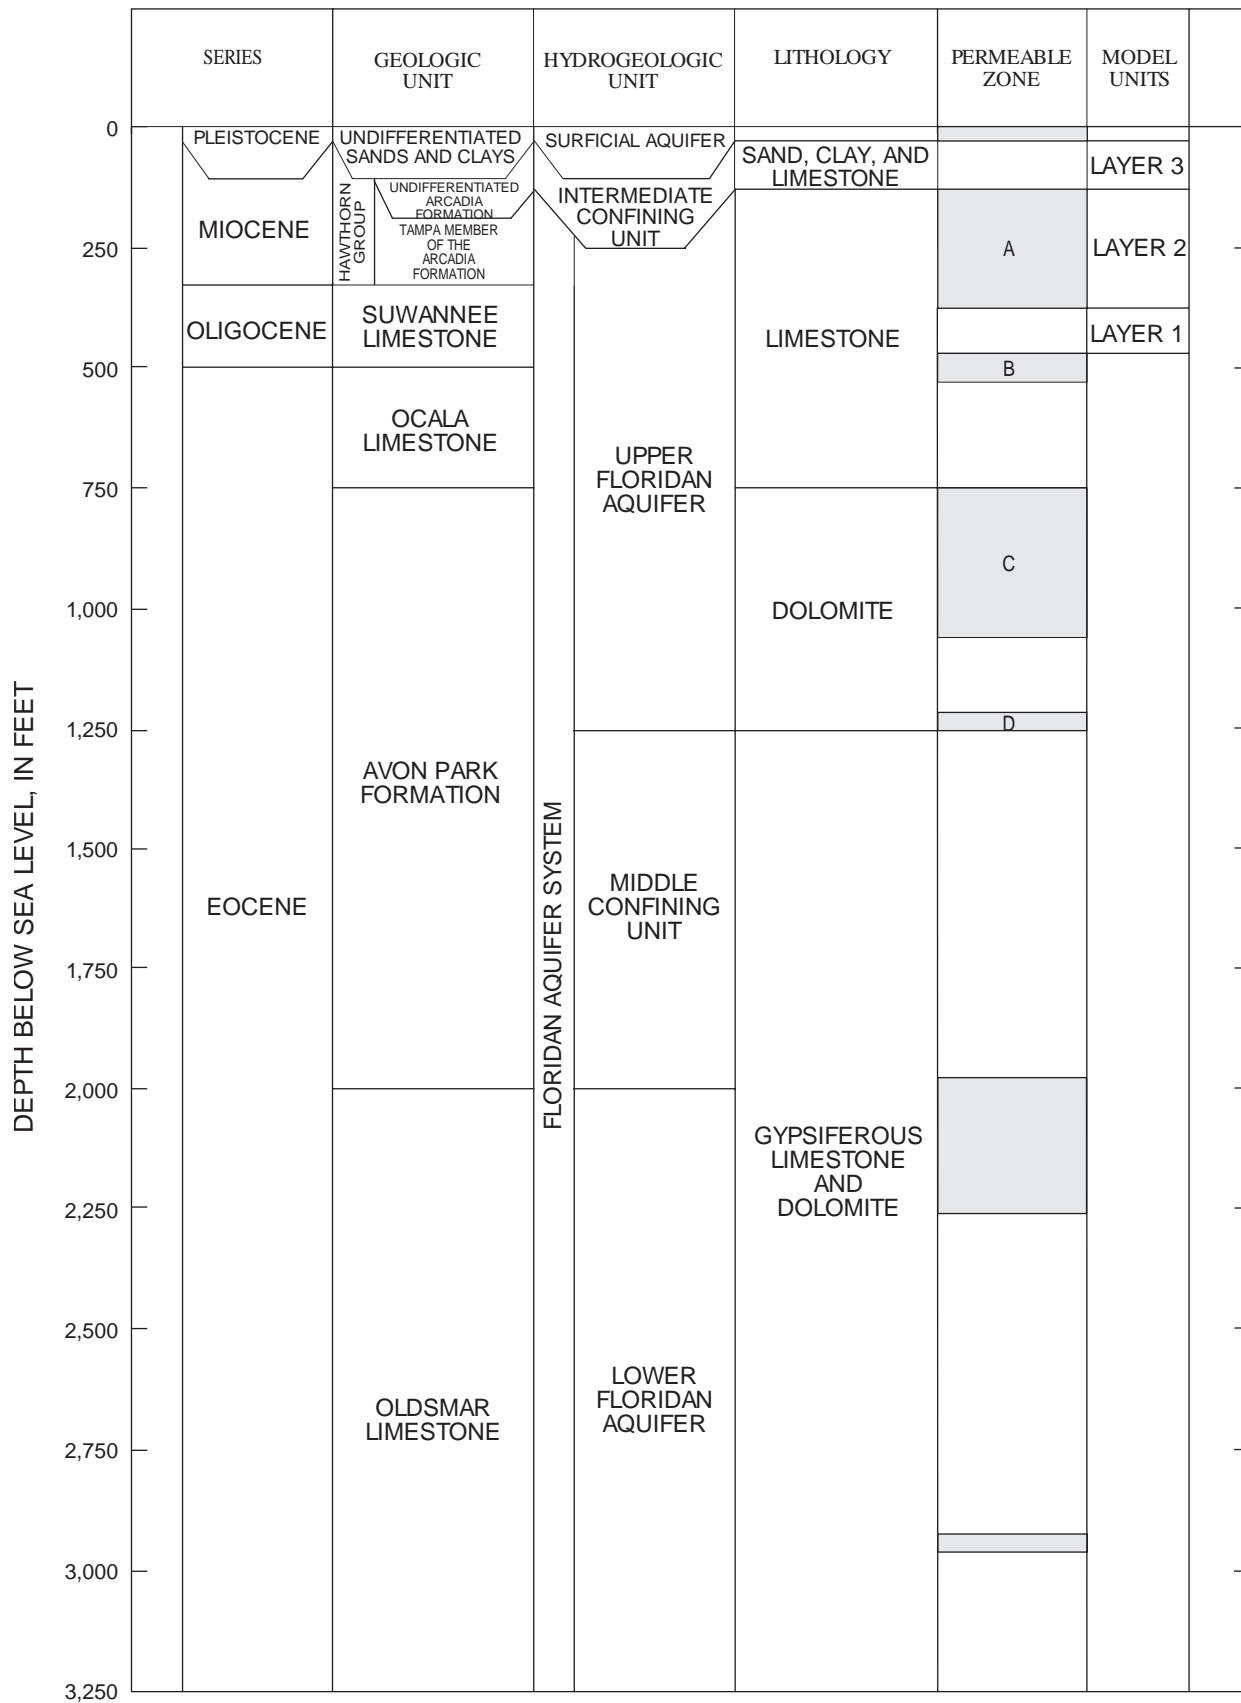 SERIES
GEOLOGIC
UNIT
HYDROGEOLOGIC
UNIT
LITHOLOGY
PERMEABLE
ZONE
MODEL
UNITS
DEPTH BELOW SEA LEVEL, IN FEET
0
250
500
750
1,000
1,250
1,500
1,750
2,000
2,250
2,500
2,750
3,000
3,250
PLEISTOCENE
MIOCENE
OLIGOCENE
EOCENE
UNDIFFERENTIATED
SANDS AND CLAYS
HAWTHORN
GROUP
UNDIFFERENTIATED
ARCADIA
FORMATION
TAMPA MEMBER
OF THE
ARCADIA
FORMATION
SUWANNEE
LIMESTONE
OCALA
LIMESTONE
AVON PARK
FORMATION
OLDSMAR
LIMESTONE
SURFICIAL AQUIFER
INTERMEDIATE
CONFINING
UNIT
FLORIDAN AQUIFER SYSTEM
UPPER
FLORIDAN
AQUIFER
MIDDLE
CONFINING
UNIT
LOWER
FLORIDAN
AQUIFER
SAND, CLAY, AND
LIMESTONE
LIMESTONE
DOLOMITE
GYPSIFEROUS
LIMESTONE
AND
DOLOMITE
A
B
C
D
LAYER 3
LAYER 2
LAYER 1